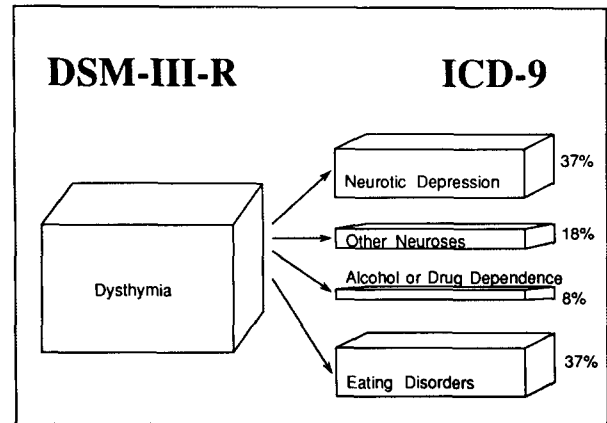 DSM-III-R
ICD-9
Dysthymia
Neurotic Depression
37%
Other Neuroses
18%
Alcohol or Drug Dependence
8%
Eating Disorders
37%